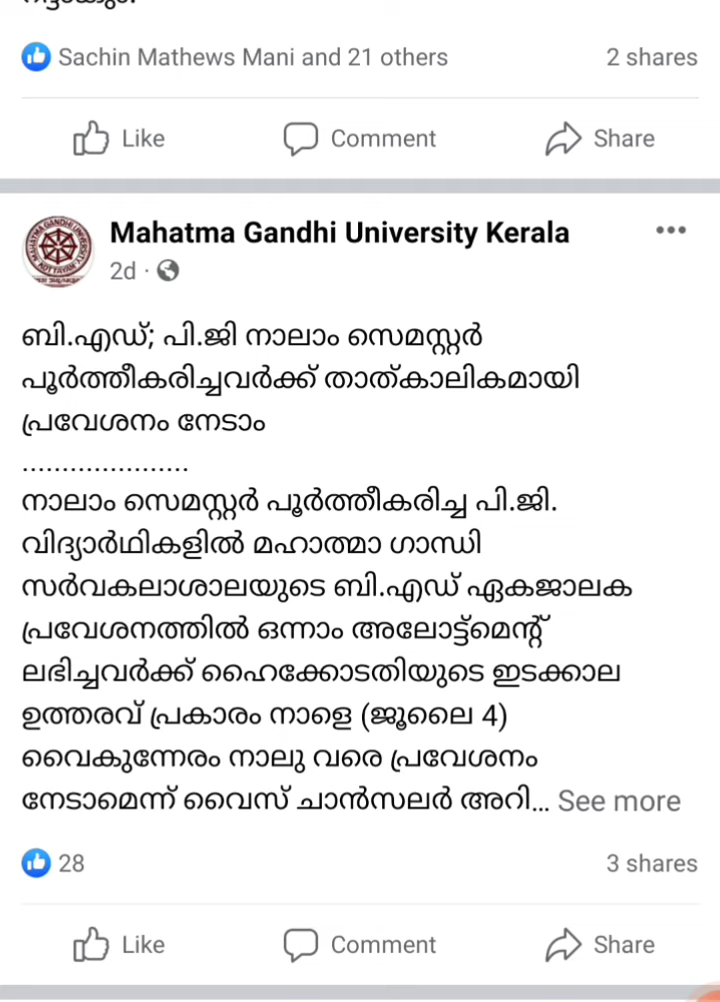 Sachin Mathews Mani and 21 others
2 shares
Like
Comment
Share
Mahatma Gandhi University Kerala
2d ·
ബി.എഡ്; പി.ജി നാലാം സെമസ്റ്റർ
പൂർത്തീകരിച്ചവർക്ക് താത്കാലികമായി
പ്രവേശനം നേടാം
.....................
നാലാം സെമസ്റ്റർ പൂർത്തീകരിച്ച പി.ജി.
വിദ്യാർഥികളിൽ മഹാത്മാ ഗാന്ധി
സർവകലാശാലയുടെ ബി.എഡ് ഏകജാലക
പ്രവേശനത്തിൽ ഒന്നാം അലോട്ട്മെന്റ്
ലഭിച്ചവർക്ക് ഹൈക്കോടതിയുടെ ഇടക്കാല
ഉത്തരവ് പ്രകാരം നാളെ (ജൂലൈ 4)
വൈകുന്നേരം നാലു വരെ പ്രവേശനം
നേടാമെന്ന് വൈസ് ചാൻസലർ അറി... See more
28
3 shares
Like
Comment
Share